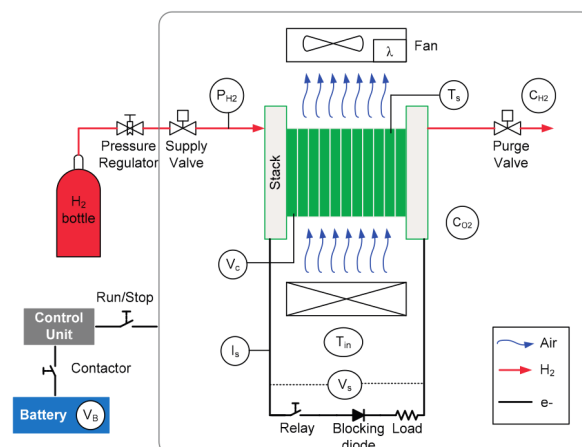 Fan
λ
P_H2
T_s
C_H2
Pressure
Regulator
Supply
Valve
Purge
Valve
Stack
H₂
bottle
C_O2
V_c
Run/Stop
Control
Unit
I_s
T_in
Contactor
V_s
Battery
V_B
Relay
Blocking
diode
Load
Air
H₂
e-